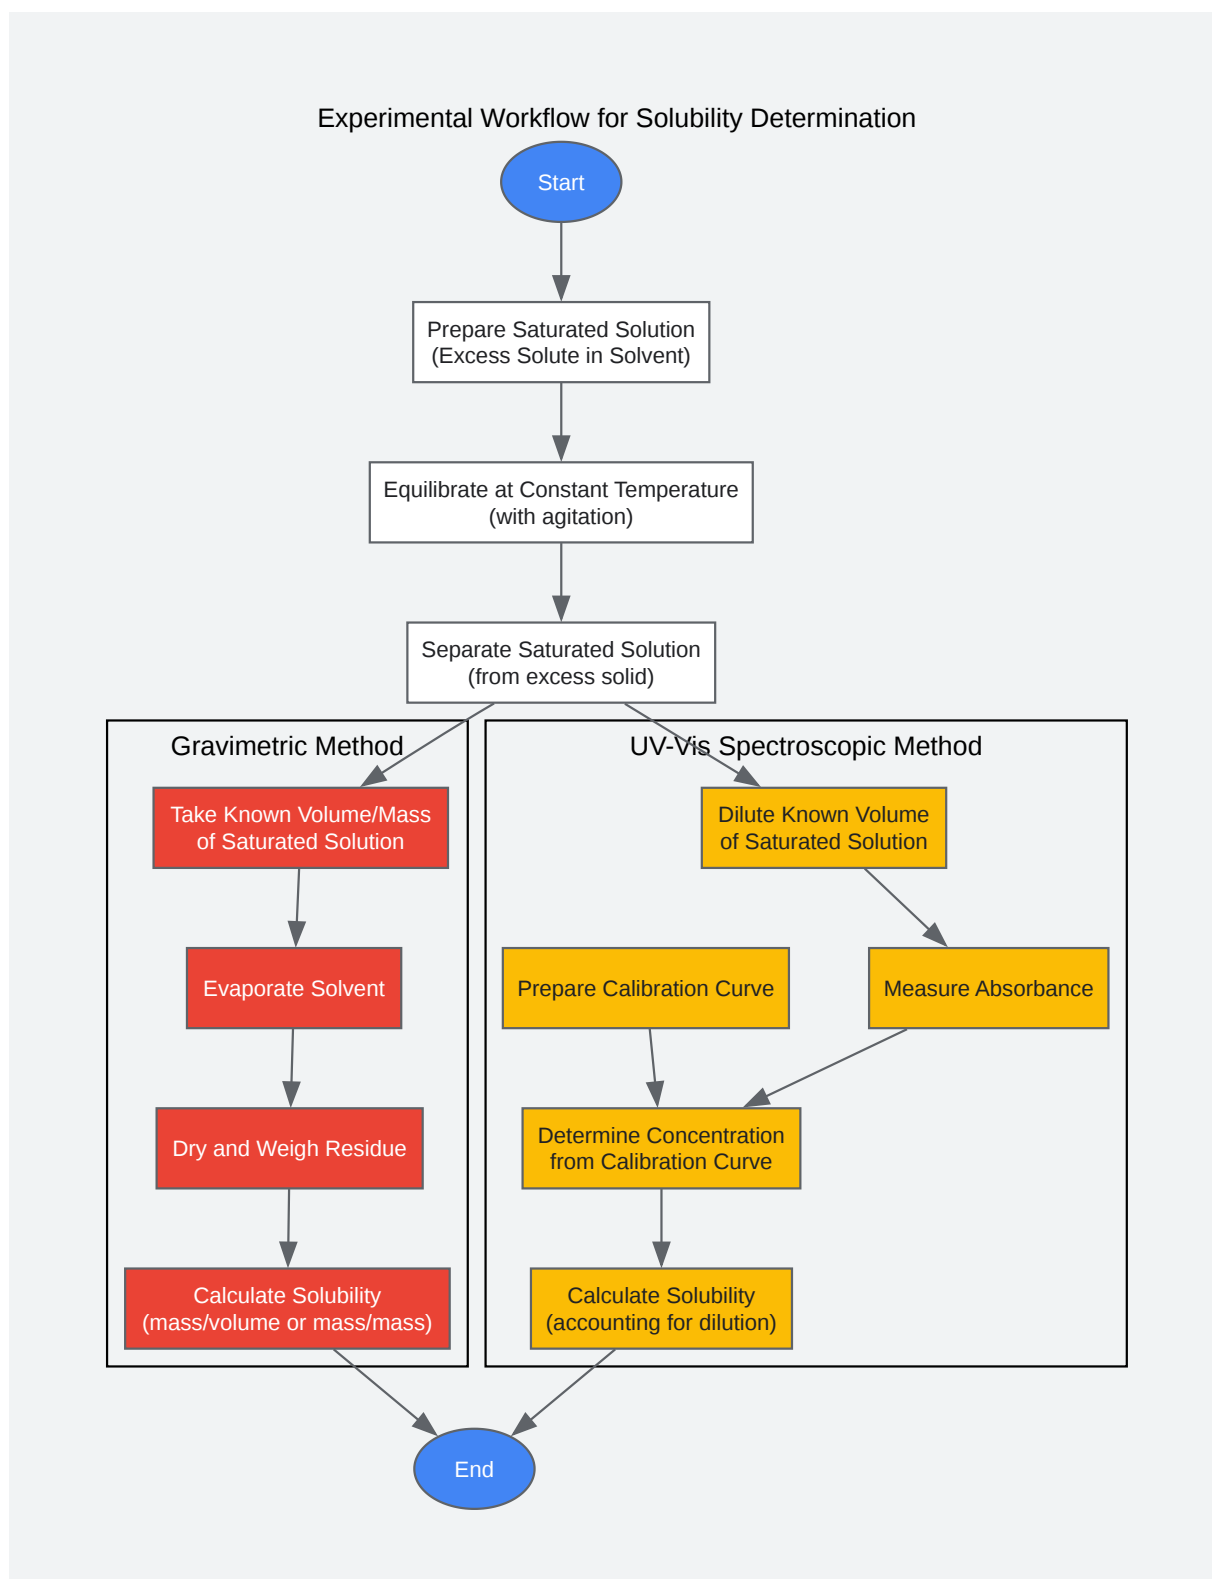 Experimental Workflow for Solubility Determination
Start
Prepare Saturated Solution
(Excess Solute in Solvent)
Equilibrate at Constant Temperature
(with agitation)
Separate Saturated Solution
(from excess solid)
Gravimetric Method
Take Known Volume/Mass
of Saturated Solution
Evaporate Solvent
Dry and Weigh Residue
Calculate Solubility
(mass/volume or mass/mass)
UV-Vis Spectroscopic Method
Dilute Known Volume
of Saturated Solution
Prepare Calibration Curve
Measure Absorbance
Determine Concentration
from Calibration Curve
Calculate Solubility
(accounting for dilution)
End